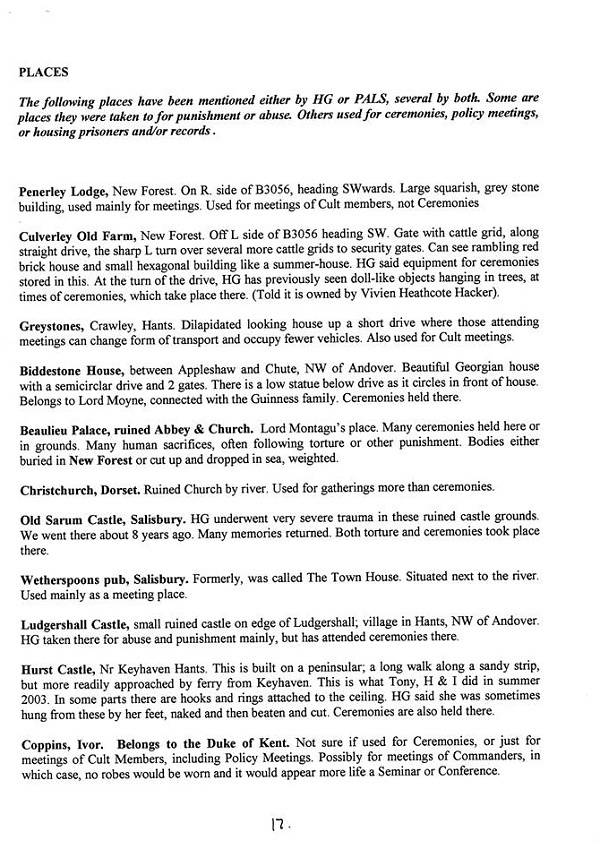 PLACES
The following places have been mentioned either by HG or PALS, several by both. Some are
places they were taken to for punishment or abuse. Others used for ceremonies, policy meetings,
or housing prisoners and/or records .
Penerley Lodge, New Forest. On R. side of B3056, heading SWwards. Large squarish, grey stone
building, used mainly for meetings. Used for meetings of Cult members, not Ceremonies
Culverley Old Farm, New Forest. Off L side of B3056 heading SW. Gate with cattle grid, along
straight drive, the sharp L turn over several more cattle grids to security gates. Can see rambling red
brick house and small hexagonal building like a summer-house. HG said equipment for ceremonies
stored in this. At the turn of the drive, HG has previously seen doll-like objects hanging in trees, at
times of ceremonies, which take place there. (Told it is owned by Vivien Heathcote Hacker).
Greystones, Crawley, Hants. Dilapidated looking house up a short drive where those attending
meetings can change form of transport and occupy fewer vehicles. Also used for Cult meetings.
Biddestone House, between Appleshaw and Chute, NW of Andover. Beautiful Georgian house
with a semicirclar drive and 2 gates. There is a low statue below drive as it circles in front of house.
Belongs to Lord Moyne, connected with the Guinness family. Ceremonies held there.
Beaulieu Palace, ruined Abbey & Church. Lord Montagu's place. Many ceremonies held here or
in grounds. Many human sacrifices, often following torture or other punishment. Bodies either
buried in New Forest or cut up and dropped in sea, weighted.
Christchurch, Dorset. Ruined Church by river. Used for gatherings more than ceremonies.
Old Sarum Castle, Salisbury. HG underwent very severe trauma in these ruined castle grounds.
We went there about 8 years ago. Many memories returned. Both torture and ceremonies took place
there.
Wetherspoons pub, Salisbury. Formerly, was called The Town House. Situated next to the river.
Used mainly as a meeting place.
Ludgershall Castle, small ruined castle on edge of Ludgershall; village in Hants, NW of Andover.
HG taken there for abuse and punishment mainly, but has attended ceremonies there.
Hurst Castle, Nr Keyhaven Hants. This is built on a peninsular; a long walk along a sandy strip,
but more readily approached by ferry from Keyhaven. This is what Tony, H & I did in summer
2003. In some parts there are hooks and rings attached to the ceiling. HG said she was sometimes
hung from these by her feet, naked and then beaten and cut. Ceremonies are also held there.
Coppins, Ivor. Belongs to the Duke of Kent. Not sure if used for Ceremonies, or just for
meetings of Cult Members, including Policy Meetings. Possibly for meetings of Commanders, in
which case, no robes would be worn and it would appear more life a Seminar or Conference.
17.